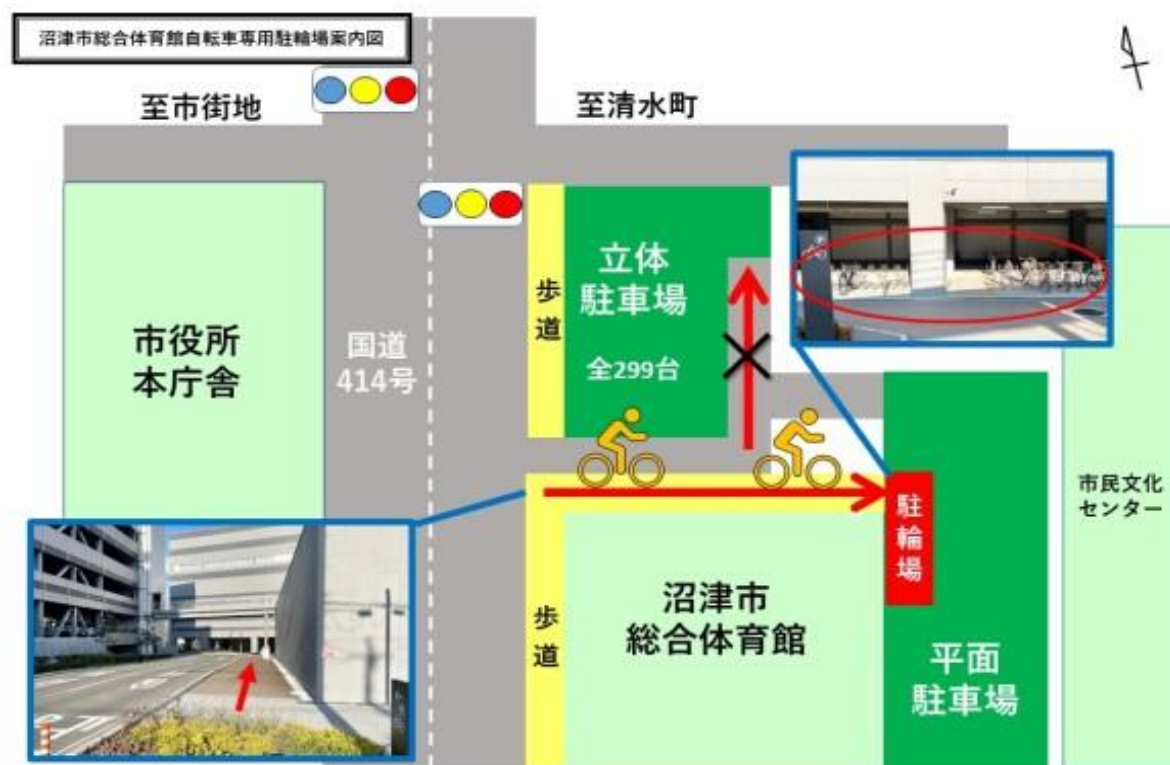 沼津市総合体育館自転車専用駐輪場案内図
至市街地
至清水町
立体
駐車場
全299台
歩道
市役所
本庁舎
国道
414号
市民文化
センター
駐輪場
歩道
沼津市
総合体育館
平面
駐車場